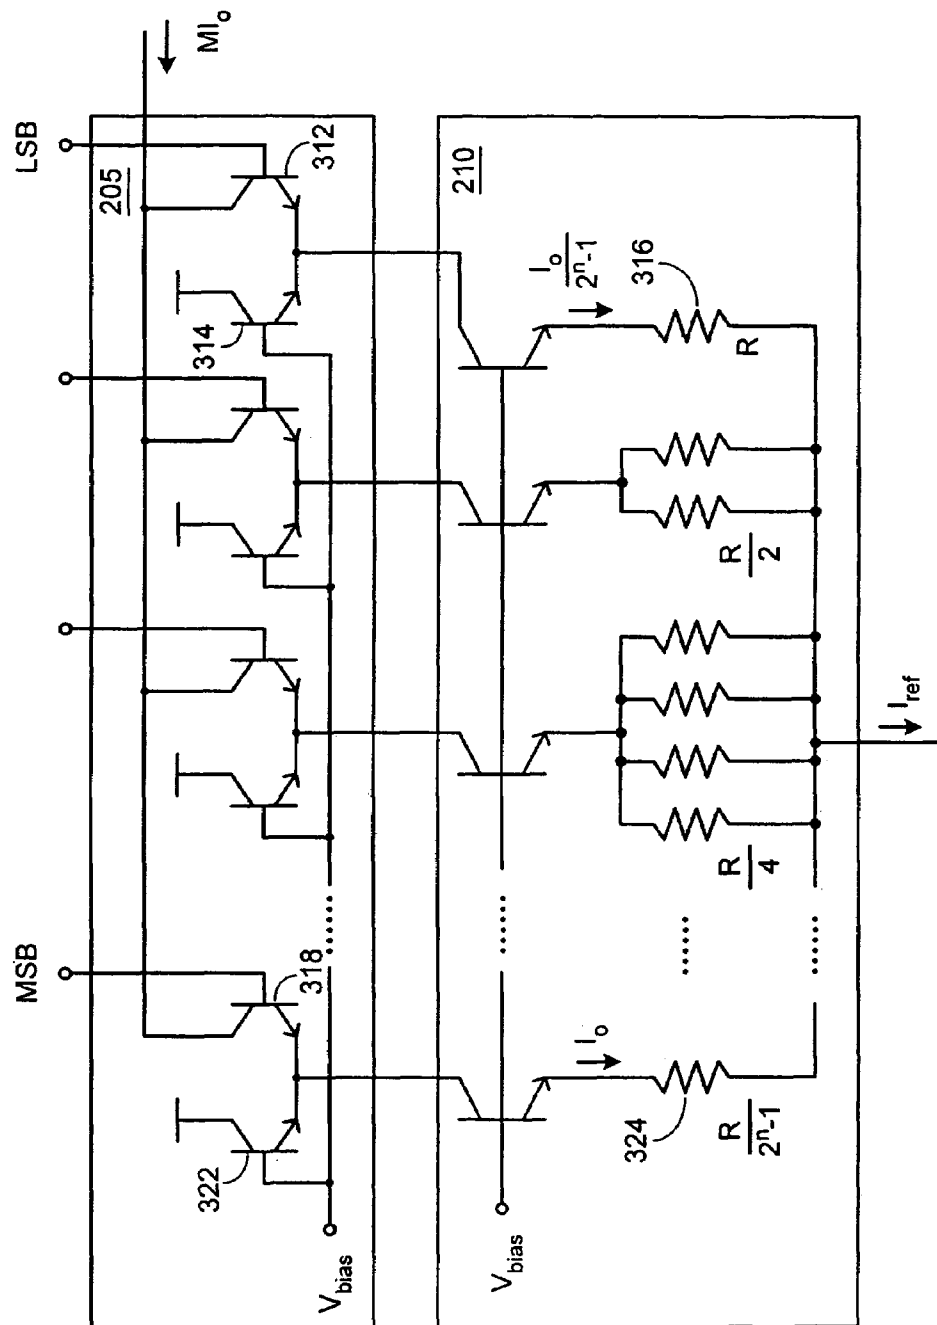 MSB
LSB
MI_o
205
322
318
314
312
V_bias
.......
210
V_bias
.......
I_o
I_o/2^n-1
324
316
.......
R/2^n-1
R/4
R/2
R
.......
I_ref